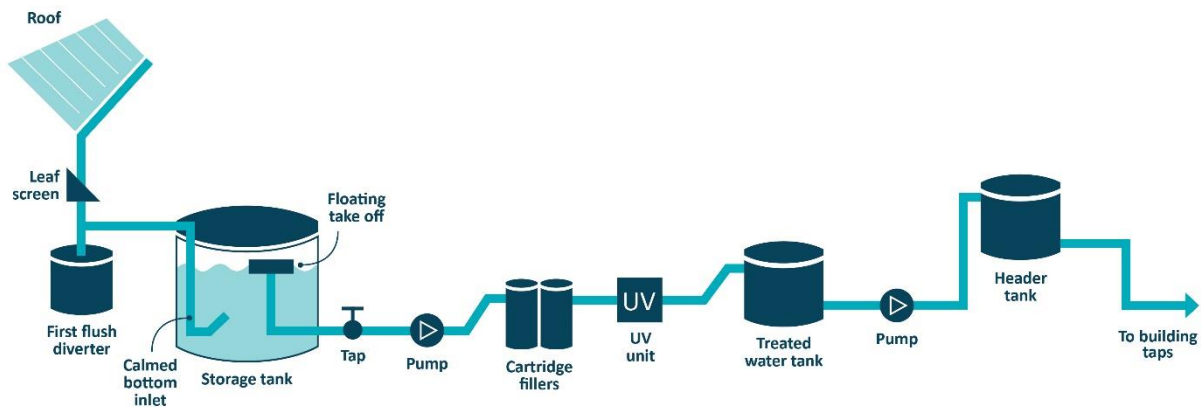 Roof
Leaf
screen
First flush
diverter
Calmed
bottom
inlet
Storage tank
Floating
take off
Tap
Pump
Cartridge
fillers
UV
UV
unit
Treated
water tank
Pump
Header
tank
To building
taps